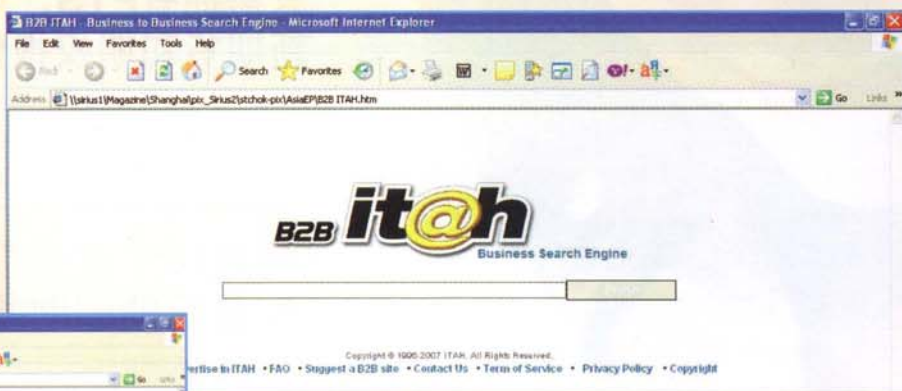 B2B ITAH - Business to Business Search Engine - Microsoft Internet Explorer
File Edit View Favorites Tools Help
Back Search Favorites
Address \\sirius1\Magazine\Shanghai\pix_Sirius2\stchok-pix\AsiaEP\B2B ITAH.htm Go Links »
B2B it@h
Business Search Engine
Copyright © 1996-2007 ITAH. All Rights Reserved.
ertise in ITAH • FAQ • Suggest a B2B site • Contact Us • Term of Service • Privacy Policy • Copyright
Go Links